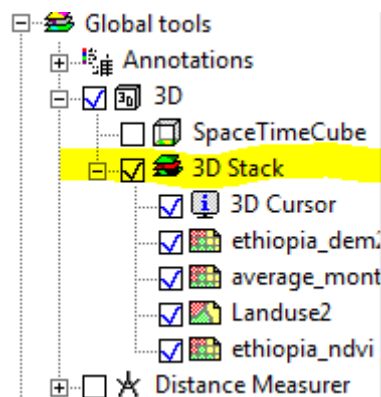 Global tools
Annotations
3D
SpaceTimeCube
3D Stack
3D Cursor
ethiopia_dem2
average_mont
Landuse2
ethiopia_ndvi
Distance Measurer